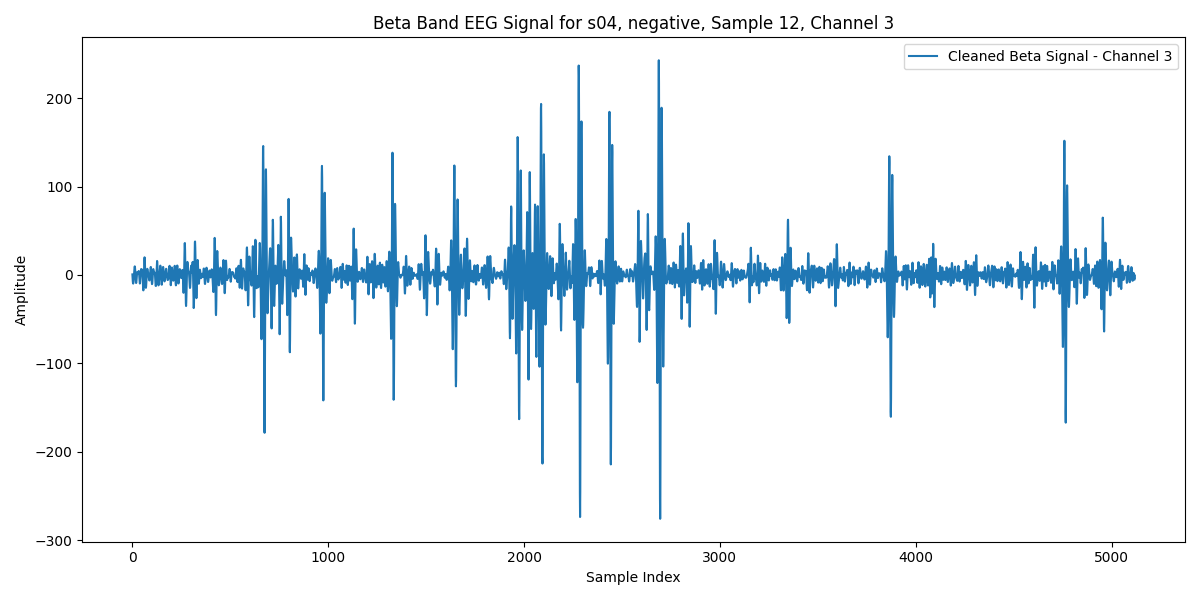 Beta Band EEG Signal for s04, negative, Sample 12, Channel 3
Cleaned Beta Signal - Channel 3
Amplitude
200
100
0
−100
−200
−300
0 1000 2000 3000 4000 5000
Sample Index